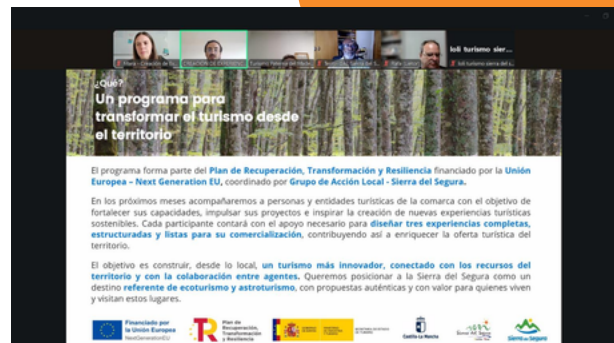 loli turismo sier...
CREACIÓN DE EXPERIENC...
loli turismo sierra del s...
¿Qué?
Un programa para
transformar el turismo desde
el territorio
El programa forma parte del Plan de Recuperación, Transformación y Resiliencia financiado por la Unión
Europea – Next Generation EU, coordinado por Grupo de Acción Local - Sierra del Segura.
En los próximos meses acompañaremos a personas y entidades turísticas de la comarca con el objetivo de
fortalecer sus capacidades, impulsar sus proyectos e inspirar la creación de nuevas experiencias turísticas
sostenibles. Cada participante contará con el apoyo necesario para diseñar tres experiencias completas,
estructuradas y listas para su comercialización, contribuyendo así a enriquecer la oferta turística del
territorio.
El objetivo es construir, desde lo local, un turismo más innovador, conectado con los recursos del
territorio y con la colaboración entre agentes. Queremos posicionar a la Sierra del Segura como un
destino referente de ecoturismo y astroturismo, con propuestas auténticas y con valor para quienes viven
y visitan estos lugares.
Financiado por
la Unión Europea
NextGenerationEU
Plan de
Recuperación,
Transformación
y Resiliencia
Castilla-La Mancha
Sierra del Segura